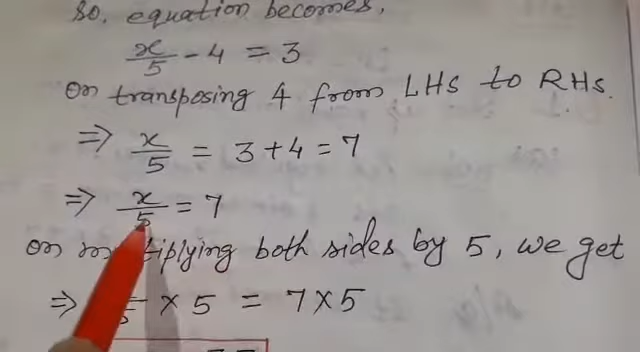 So, equation becomes,
x/5 - 4 = 3
On transposing 4 from LHS to RHS.
⇒ x/5 = 3 + 4 = 7
⇒ x/5 = 7
on multiplying both sides by 5, we get
⇒ /5 × 5 = 7 × 5